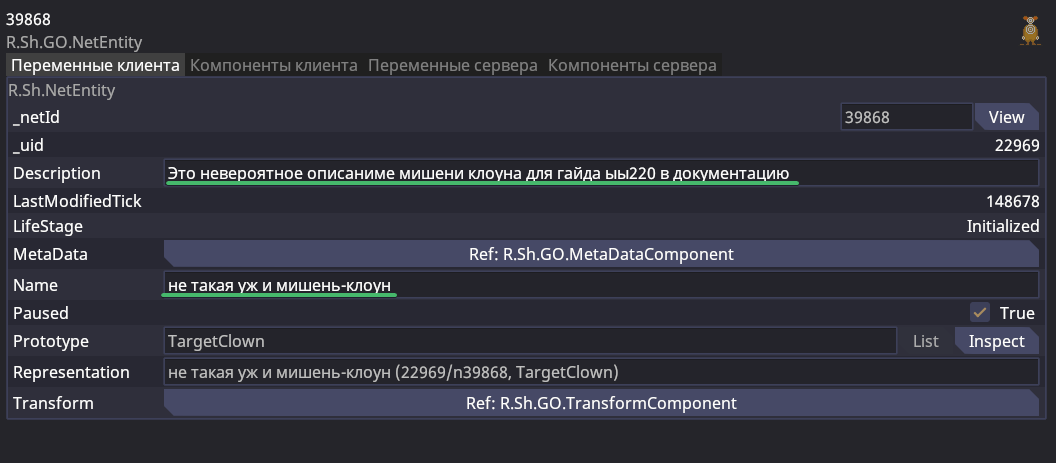 39868
R.Sh.GO.NetEntity
Переменные клиента Компоненты клиента Переменные сервера Компоненты сервера
R.Sh.NetEntity
_netId 39868 View
_uid 22969
Description Это невероятное описаниме мишени клоуна для гайда ыы220 в документацию
LastModifiedTick 148678
LifeStage Initialized
MetaData Ref: R.Sh.GO.MetaDataComponent
Name не такая уж и мишень-клоун
Paused True
Prototype TargetClown List Inspect
Representation не такая уж и мишень-клоун (22969/n39868, TargetClown)
Transform Ref: R.Sh.GO.TransformComponent